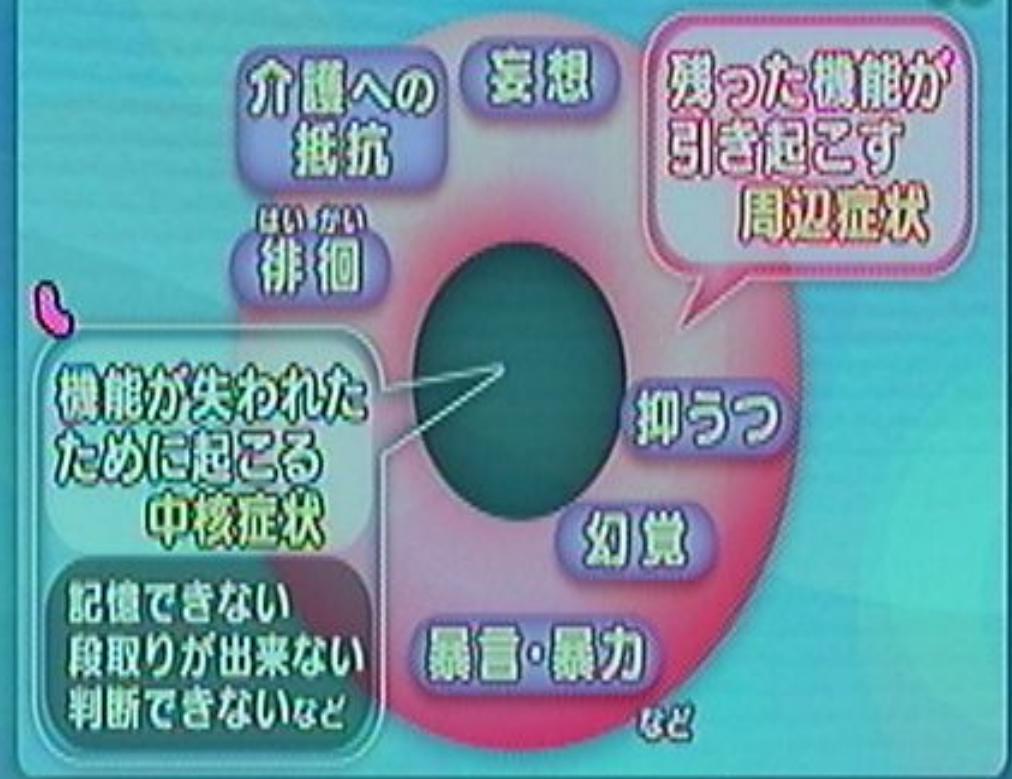 介護への
抵抗
妄想
残った機能が
引き起こす
周辺症状
はいかい
徘徊
機能が失われた
ために起こる
中核症状
記憶できない
段取りが出来ない
判断できないなど
抑うつ
幻覚
暴言・暴力
など